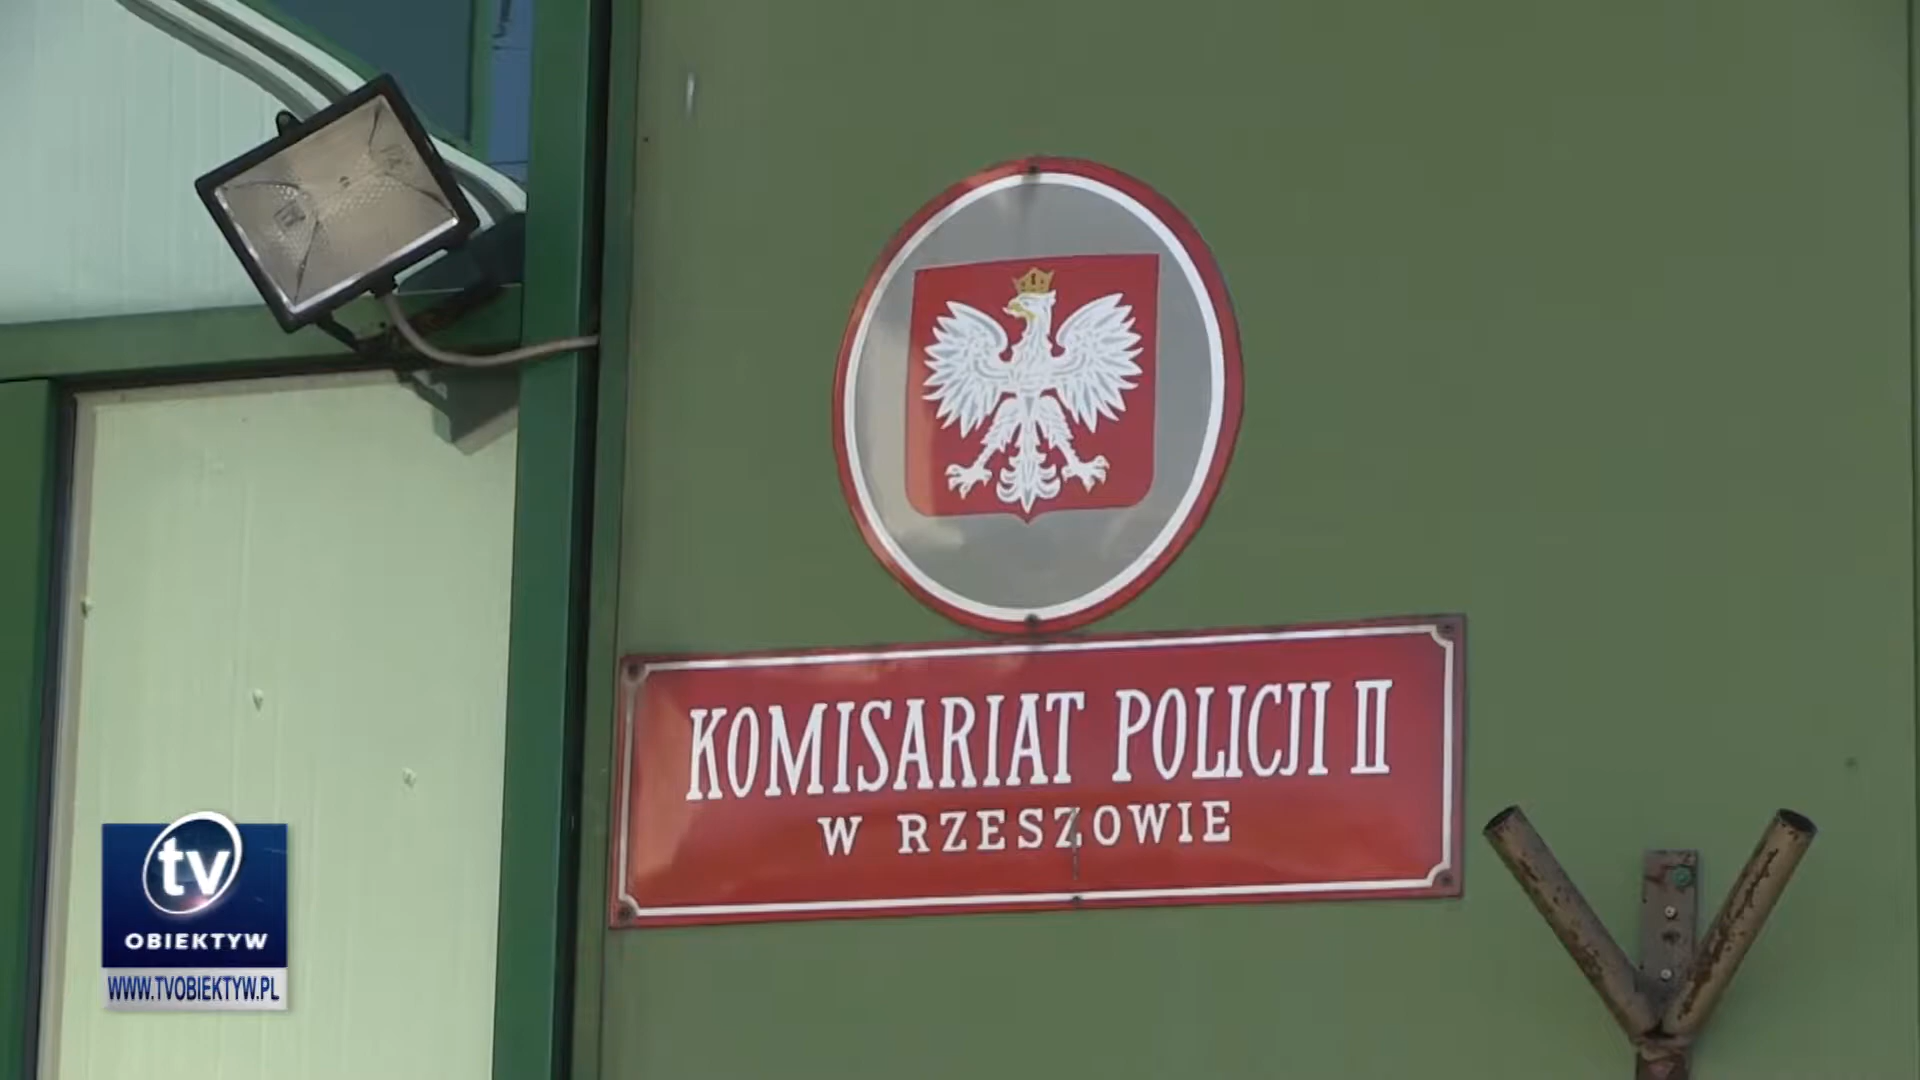 KOMISARIAT POLICJI II
W RZESZOWIE
tv
OBIEKTYW
WWW.TVOBIEKTYW.PL